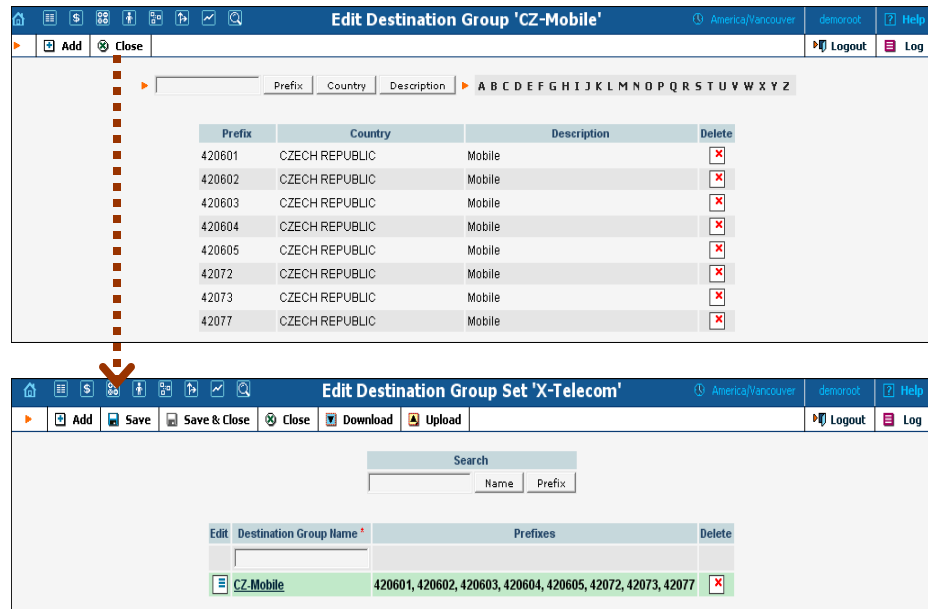 Edit Destination Group 'CZ-Mobile' America/Vancouver demoroot ? Help
Add Close Logout Log
Prefix Country Description A B C D E F G H I J K L M N O P Q R S T U V W X Y Z
Prefix Country Description Delete
420601 CZECH REPUBLIC Mobile
420602 CZECH REPUBLIC Mobile
420603 CZECH REPUBLIC Mobile
420604 CZECH REPUBLIC Mobile
420605 CZECH REPUBLIC Mobile
42072 CZECH REPUBLIC Mobile
42073 CZECH REPUBLIC Mobile
42077 CZECH REPUBLIC Mobile
Edit Destination Group Set 'X-Telecom' America/Vancouver demoroot ? Help
Add Save Save & Close Close Download Upload Logout Log
Search
Name Prefix
Edit Destination Group Name * Prefixes Delete
CZ-Mobile 420601, 420602, 420603, 420604, 420605, 42072, 42073, 42077